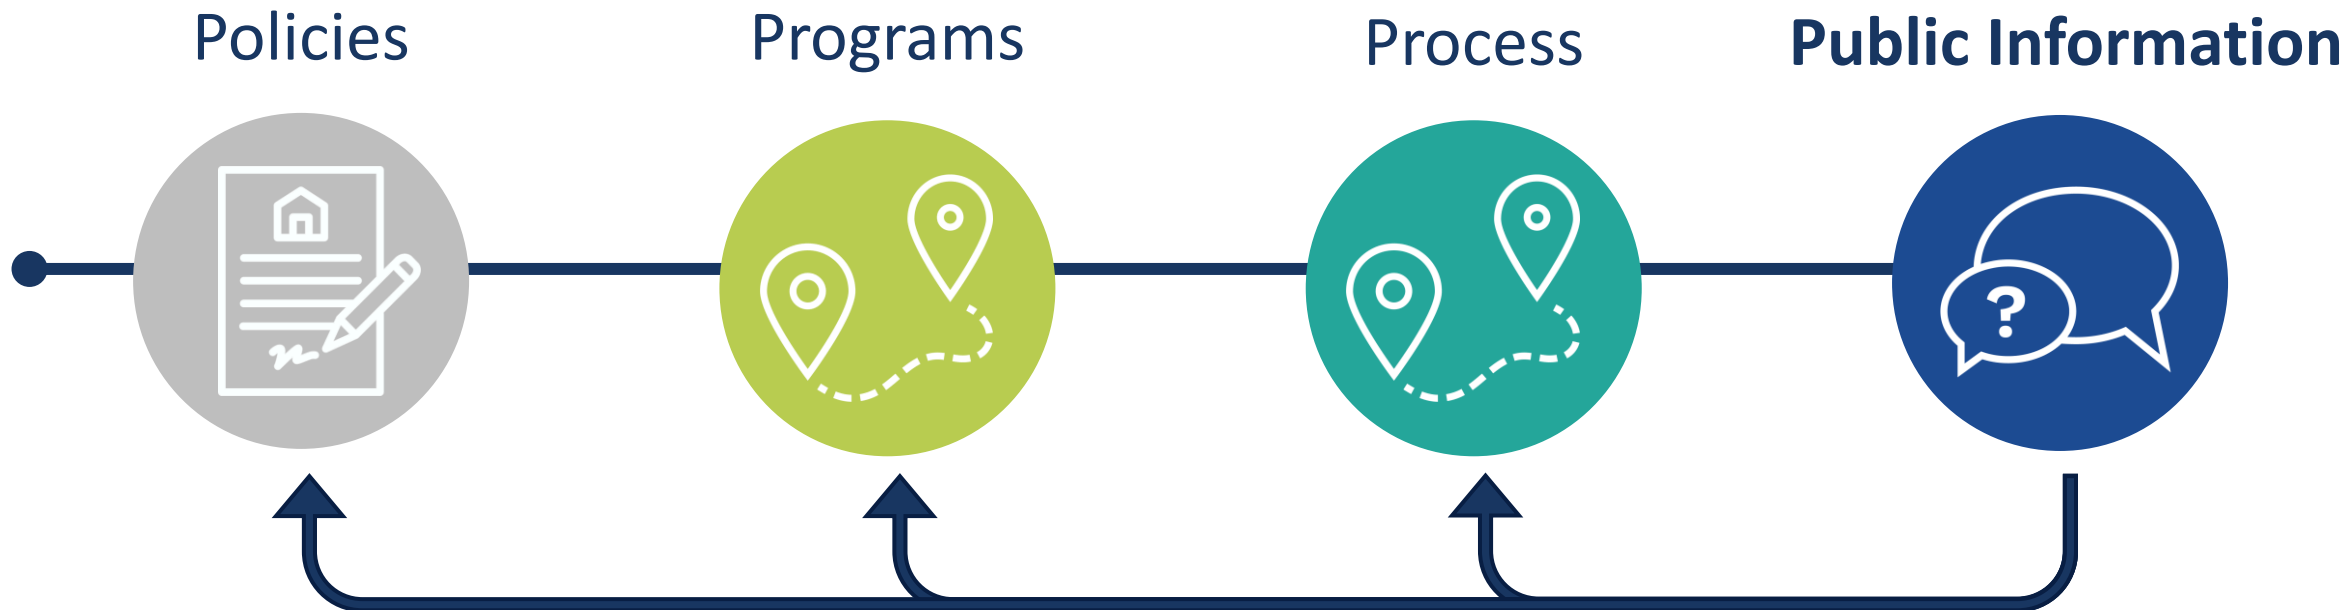 Policies
Programs
Process
Public Information
?